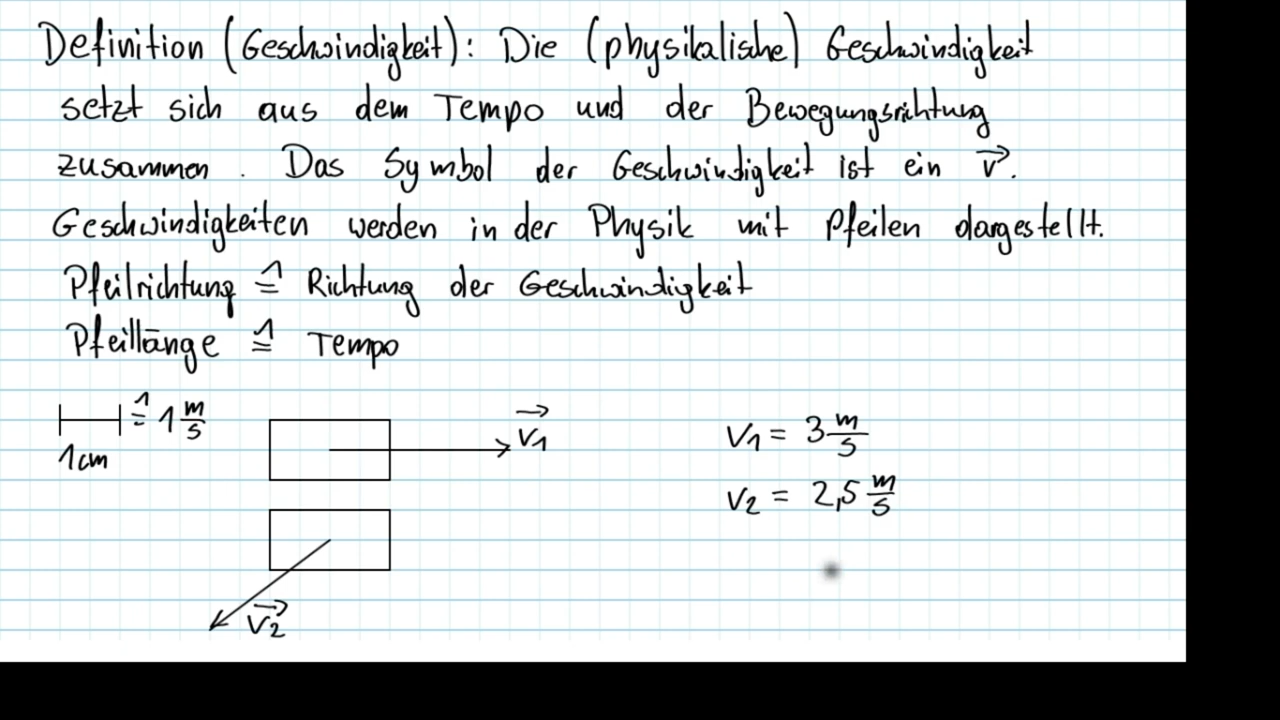 Definition (Geschwindigkeit): Die (physikalische) Geschwindigkeit
setzt sich aus dem Tempo und der Bewegungsrichtung
zusammen. Das Symbol der Geschwindigkeit ist ein v⃗.
Geschwindigkeiten werden in der Physik mit Pfeilen dargestellt.
Pfeilrichtung ≙ Richtung der Geschwindigkeit
Pfeillänge ≙ Tempo
≙ 1 m/s
1cm
v⃗1
v1 = 3 m/s
v2 = 2,5 m/s
v⃗2